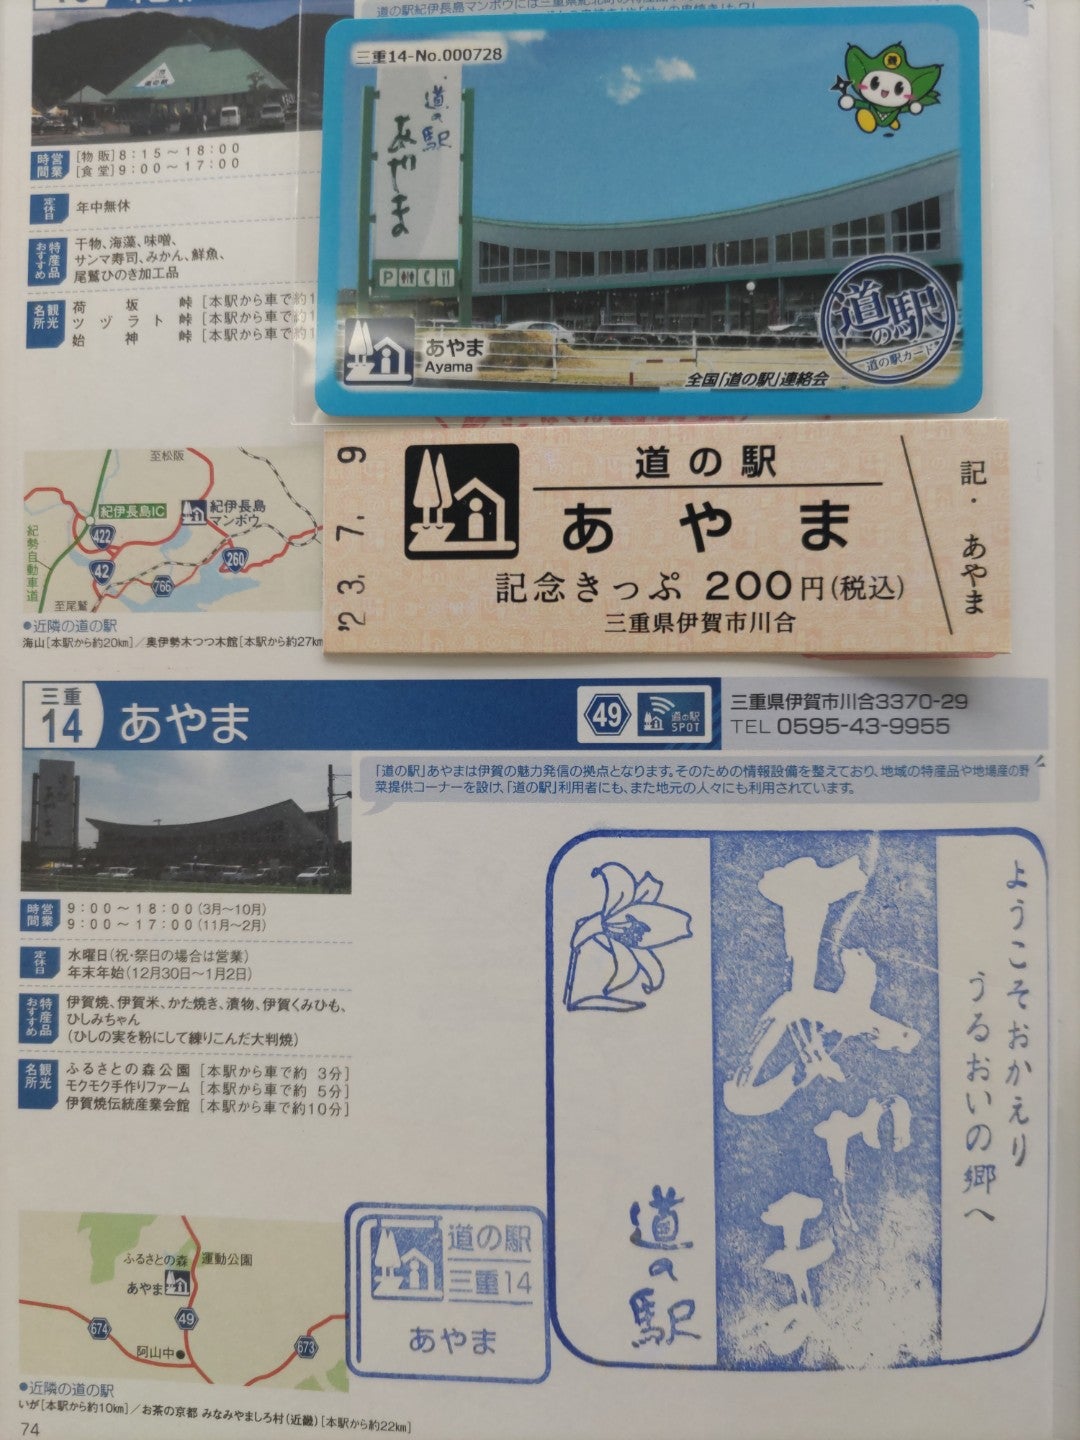 道の駅紀伊長島マンボウには三重県紀北町の
営業時間
[物販]8：15～18：00
[食堂]9：00～17：00
定休日
年中無休
特産品おすすめ
干物、海藻、味噌、
サンマ寿司、みかん、鮮魚、
尾鷲ひのき加工品
観光名所
荷坂峠 [本駅から車で約1
ツヅラト峠 [本駅から車で約1
始神峠 [本駅から車で約1
至松阪
紀伊長島IC
紀伊長島
マンボウ
紀勢自動車道
422
42
260
766
至尾鷲
●近隣の道の駅
海山[本駅から約20km]／奥伊勢木つつ木館[本駅から約27km
三重14-No.000728
道の駅
あやま
P
あやま
Ayama
道の駅
道の駅カード
全国「道の駅」連絡会
23.7.-9
道の駅
あやま
記念きっぷ 200円(税込)
三重県伊賀市川合
記・あやま
三重
14
あやま
49
道の駅
SPOT
三重県伊賀市川合3370-29
TEL 0595-43-9955
「道の駅」あやまは伊賀の魅力発信の拠点となります。そのための情報設備を整えており、地域の特産品や地場産の野
菜提供コーナーを設け、「道の駅」利用者にも、また地元の人々にも利用されています。
営業時間
9：00～18：00(3月～10月)
9：00～17：00(11月～2月)
定休日
水曜日(祝・祭日の場合は営業)
年末年始(12月30日～1月2日)
特産品おすすめ
伊賀焼、伊賀米、かた焼き、漬物、伊賀くみひも、
ひしみちゃん
(ひしの実を粉にして練りこんだ大判焼)
観光名所
ふるさとの森公園 [本駅から車で約 3分]
モクモク手作りファーム [本駅から車で約 5分]
伊賀焼伝統産業会館 [本駅から車で約10分]
ようこそおかえり
うるおいの郷へ
あやま
道の駅
道の駅
三重14
あやま
ふるさとの森
運動公園
あやま
49
674
673
阿山中
●近隣の道の駅
いが[本駅から約10km]／お茶の京都 みなみやましろ村(近畿)[本駅から約22km]
74